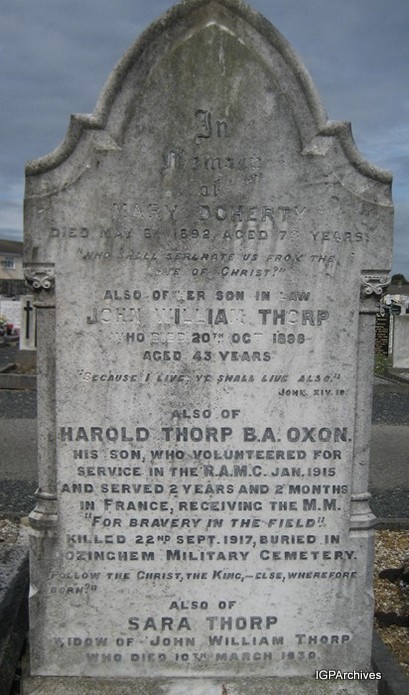 In
Memory
of
MARY DOHERTY
DIED MAY 1892, AGED YEARS.
"WHO SHALL SEPARATE US FROM THE
LOVE OF CHRIST?"
ALSO OF HER SON IN LAW
JOHN WILLIAM THORP
WHO DIED 20TH OCT 1898
AGED 43 YEARS
"BECAUSE I LIVE, YE SHALL LIVE ALSO."
JOHN XIV. 19.
ALSO OF
HAROLD THORP B.A. OXON.
HIS SON, WHO VOLUNTEERED FOR
SERVICE IN THE R.A.M.C. JAN. 1915
AND SERVED 2 YEARS AND 2 MONTHS
IN FRANCE, RECEIVING THE M.M.
"FOR BRAVERY IN THE FIELD".
KILLED 22ND SEPT. 1917, BURIED IN
DOZINGHEM MILITARY CEMETERY.
"FOLLOW THE CHRIST, THE KING,—ELSE, WHEREFORE
BORN?"
ALSO OF
SARA THORP
WIDOW OF JOHN WILLIAM THORP
WHO DIED 10TH MARCH 1930.
IGPArchives